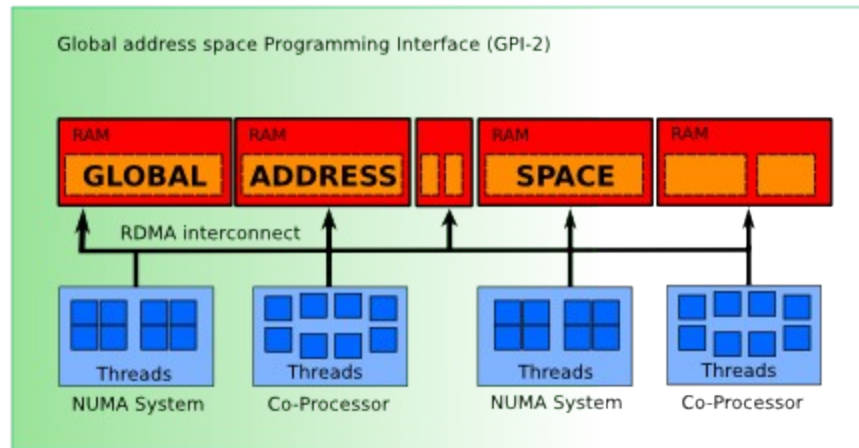 Global address space Programming Interface (GPI-2)
RAM RAM RAM RAM
GLOBAL ADDRESS SPACE
RDMA interconnect
Threads Threads Threads Threads
NUMA System Co-Processor NUMA System Co-Processor